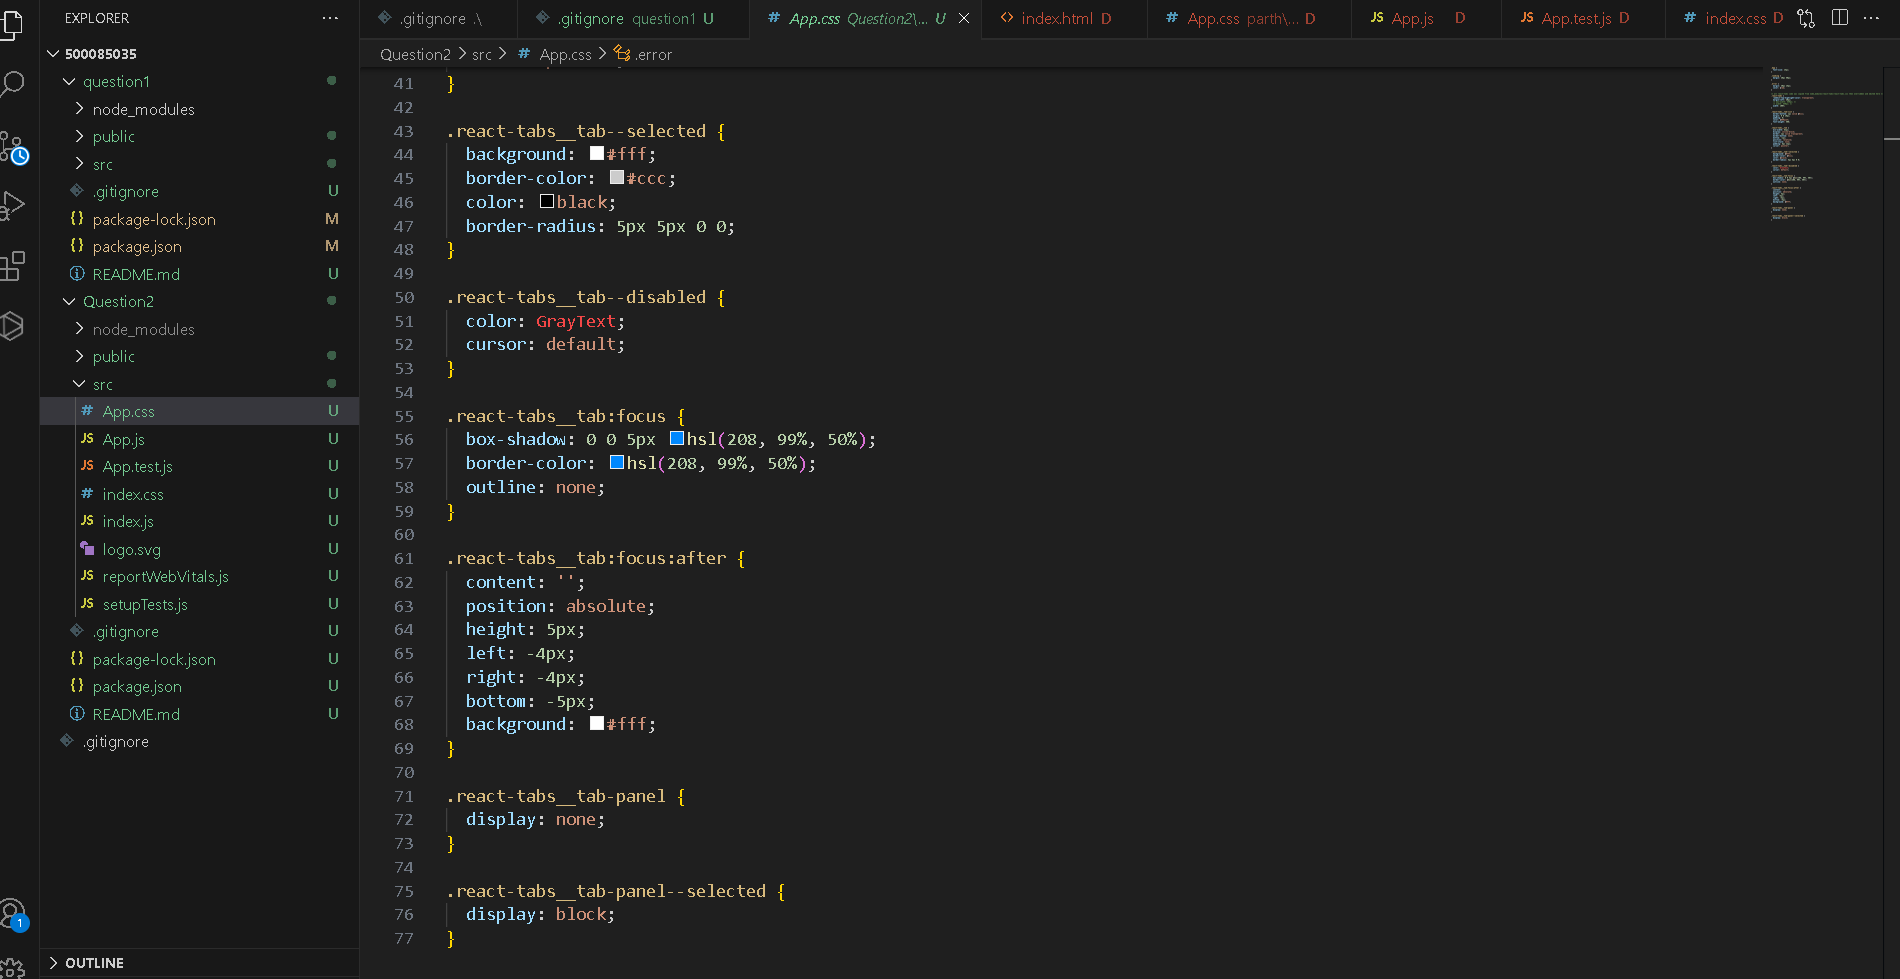 EXPLORER ···
500085035
question1
node_modules
public
src
.gitignore U
package-lock.json M
package.json M
README.md U
Question2
node_modules
public
src
App.css U
App.js U
App.test.js U
index.css U
index.js U
logo.svg U
reportWebVitals.js U
setupTests.js U
.gitignore U
package-lock.json U
package.json U
README.md U
.gitignore
OUTLINE
1
.gitignore .\
.gitignore question1 U
# App.css Question2\... U
index.html D
# App.css parth\... D
JS App.js D
JS App.test.js D
# index.css D
Question2 > src > # App.css > .error
41 }
42
43 .react-tabs__tab--selected {
44 background: #fff;
45 border-color: #ccc;
46 color: black;
47 border-radius: 5px 5px 0 0;
48 }
49
50 .react-tabs__tab--disabled {
51 color: GrayText;
52 cursor: default;
53 }
54
55 .react-tabs__tab:focus {
56 box-shadow: 0 0 5px hsl(208, 99%, 50%);
57 border-color: hsl(208, 99%, 50%);
58 outline: none;
59 }
60
61 .react-tabs__tab:focus:after {
62 content: '';
63 position: absolute;
64 height: 5px;
65 left: -4px;
66 right: -4px;
67 bottom: -5px;
68 background: #fff;
69 }
70
71 .react-tabs__tab-panel {
72 display: none;
73 }
74
75 .react-tabs__tab-panel--selected {
76 display: block;
77 }